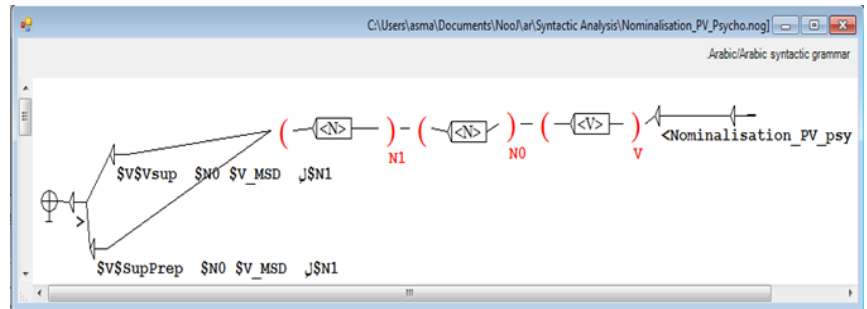 C:\Users\asma\Documents\NooJ\ar\Syntactic Analysis\Nominalisation_PV_Psycho.nog]
.Arabic/Arabic syntactic grammar
( <N> ) - ( <N> ) - ( <V> )
N1 N0 V
<Nominalisation_PV_psy
$V$Vsup $N0 $V_MSD ل$N1
>
$V$SupPrep $N0 $V_MSD ل$N1